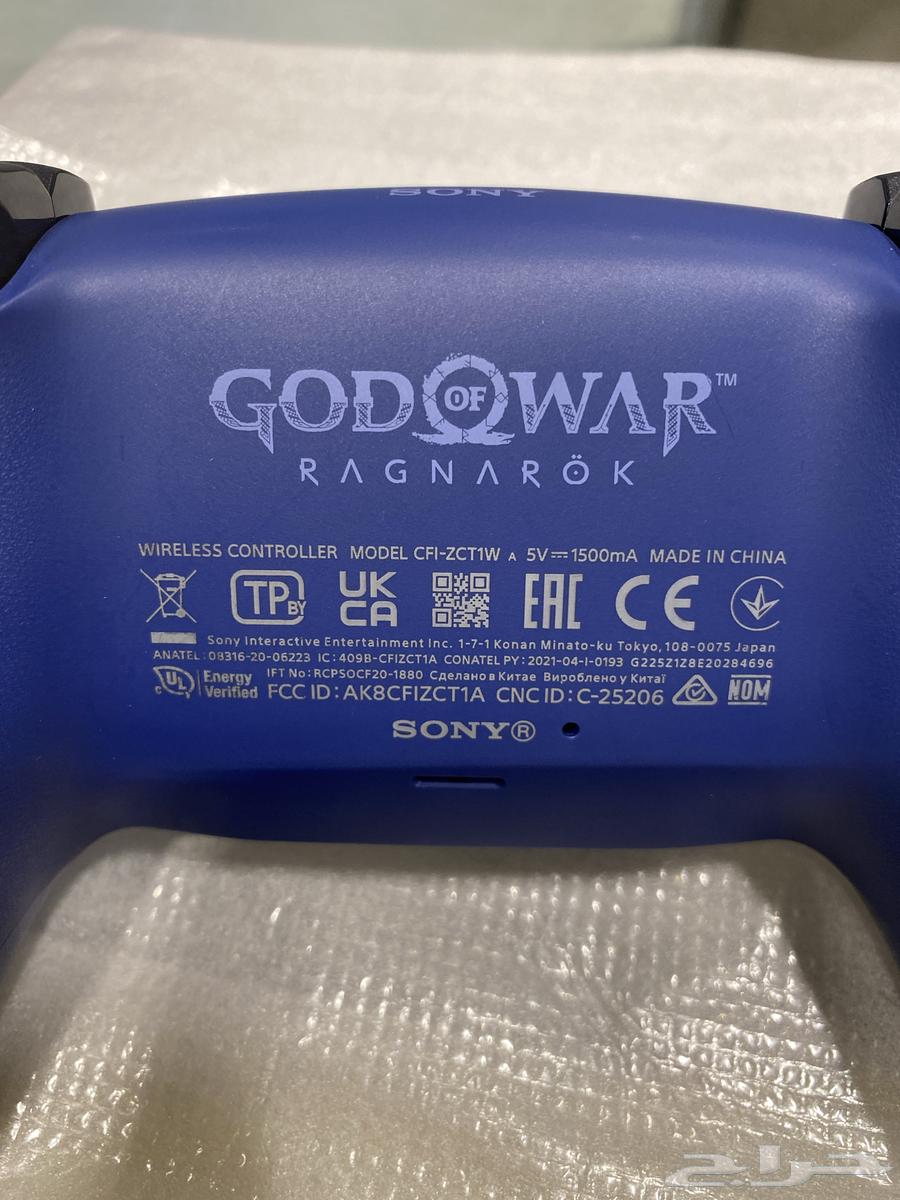 SONY
GOD OF WAR™
RAGNARÖK
WIRELESS CONTROLLER MODEL CFI-ZCT1W A 5V⎓1500mA MADE IN CHINA
TP BY UK CA EAC CE
Sony Interactive Entertainment Inc. 1-7-1 Konan Minato-ku Tokyo, 108-0075 Japan
ANATEL: 08316-20-06223 IC: 409B-CFIZCT1A CONATEL PY: 2021-04-I-0193 G225Z1Z8E20284696
c UL Energy Verified IFT No: RCPSOCF20-1880 Сделано в Китае Вироблено у Китаї
FCC ID: AK8CFIZCT1A CNC ID: C-25206 NOM
SONY®
حراج